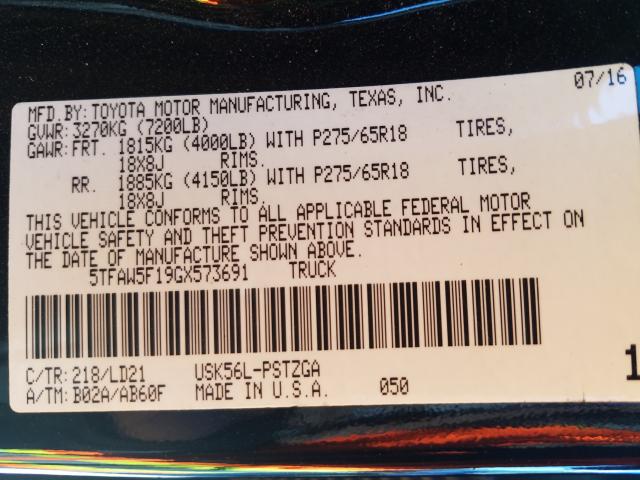 07/16
MFD.BY:TOYOTA MOTOR MANUFACTURING, TEXAS, INC.
GVWR:3270KG (7200LB)
GAWR:FRT. 1815KG (4000LB) WITH P275/65R18 TIRES,
18X8J RIMS.
RR. 1885KG (4150LB) WITH P275/65R18 TIRES,
18X8J RIMS.
THIS VEHICLE CONFORMS TO ALL APPLICABLE FEDERAL MOTOR
VEHICLE SAFETY AND THEFT PREVENTION STANDARDS IN EFFECT ON
THE DATE OF MANUFACTURE SHOWN ABOVE.
5TFAW5F19GX573691 TRUCK
C/TR:218/LD21 USK56L-PSTZGA
A/TM:B02A/AB60F MADE IN U.S.A. 050
1